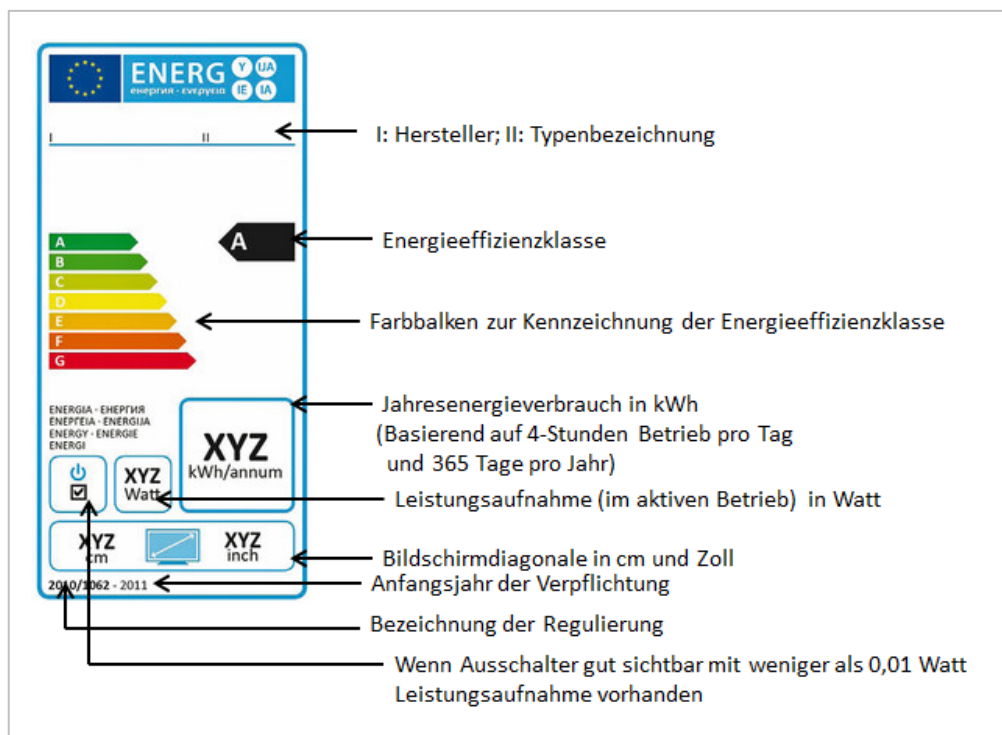 ENERG Y UA
енергия · ενεργεια IE IA
I II
I: Hersteller; II: Typenbezeichnung
A
Energieeffizienzklasse
A
B
C
D
E
F
G
Farbbalken zur Kennzeichnung der Energieeffizienzklasse
ENERGIA · ЕНЕРГИЯ
ΕΝΕΡΓΕΙΑ · ENERGIJA
ENERGY · ENERGIE
ENERGI
XYZ
kWh/annum
Jahresenergieverbrauch in kWh
(Basierend auf 4-Stunden Betrieb pro Tag
und 365 Tage pro Jahr)
XYZ
Watt
Leistungsaufnahme (im aktiven Betrieb) in Watt
XYZ
cm
XYZ
inch
Bildschirmdiagonale in cm und Zoll
2010/1062 - 2011
Anfangsjahr der Verpflichtung
Bezeichnung der Regulierung
Wenn Ausschalter gut sichtbar mit weniger als 0,01 Watt
Leistungsaufnahme vorhanden